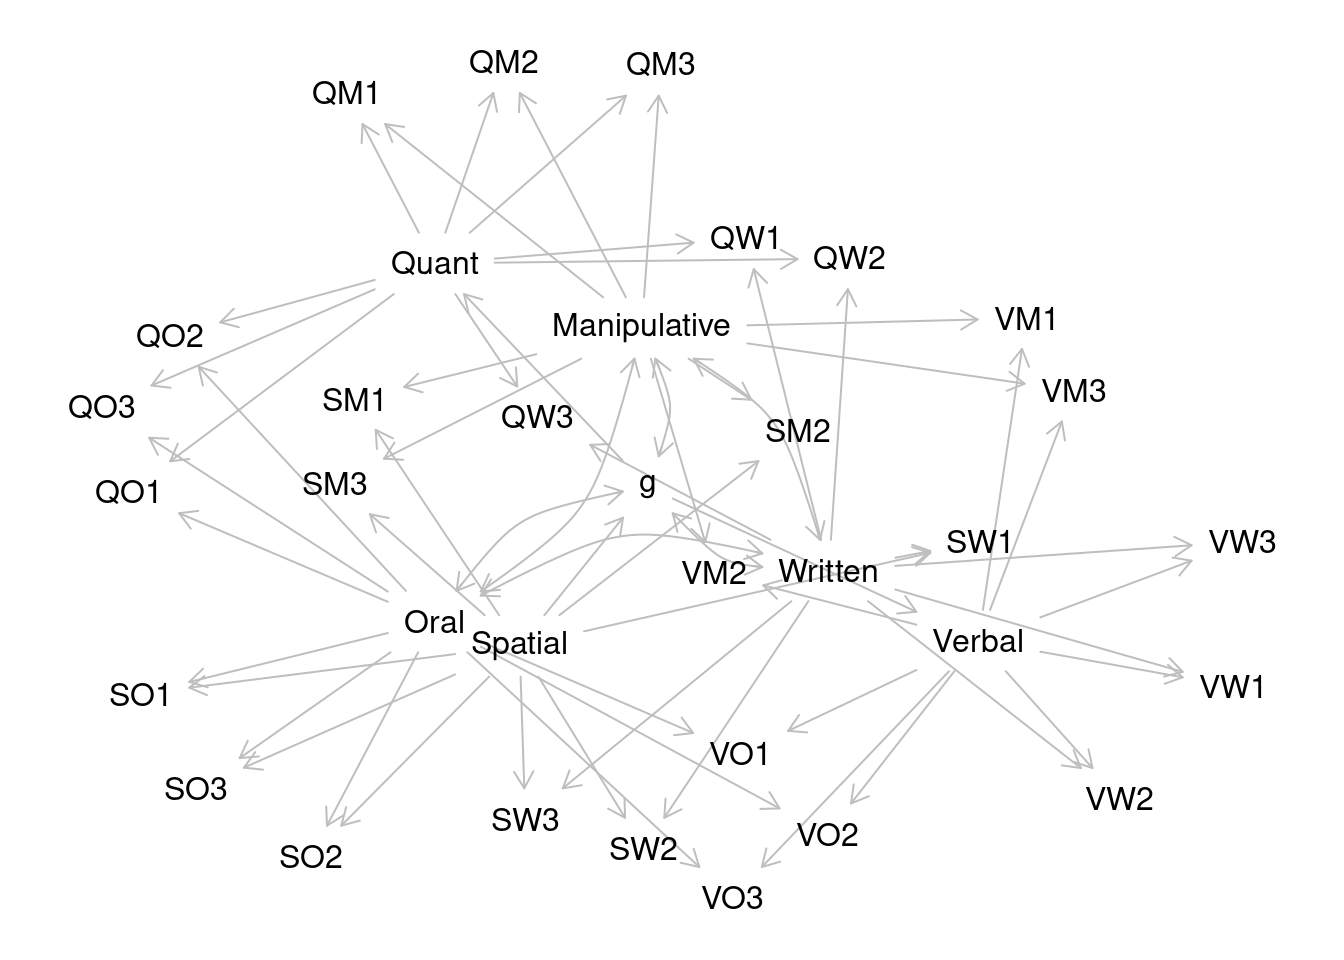 QM2
QM3
QM1
QW1
QW2
Quant
VM1
Manipulative
QO2
VM3
SM1
QO3
QW3
SM2
SM3
g
QO1
SW1
VW3
VM2
Written
Oral
Spatial
Verbal
VW1
SO1
VO1
SO3
VW2
SW3
VO2
SW2
SO2
VO3